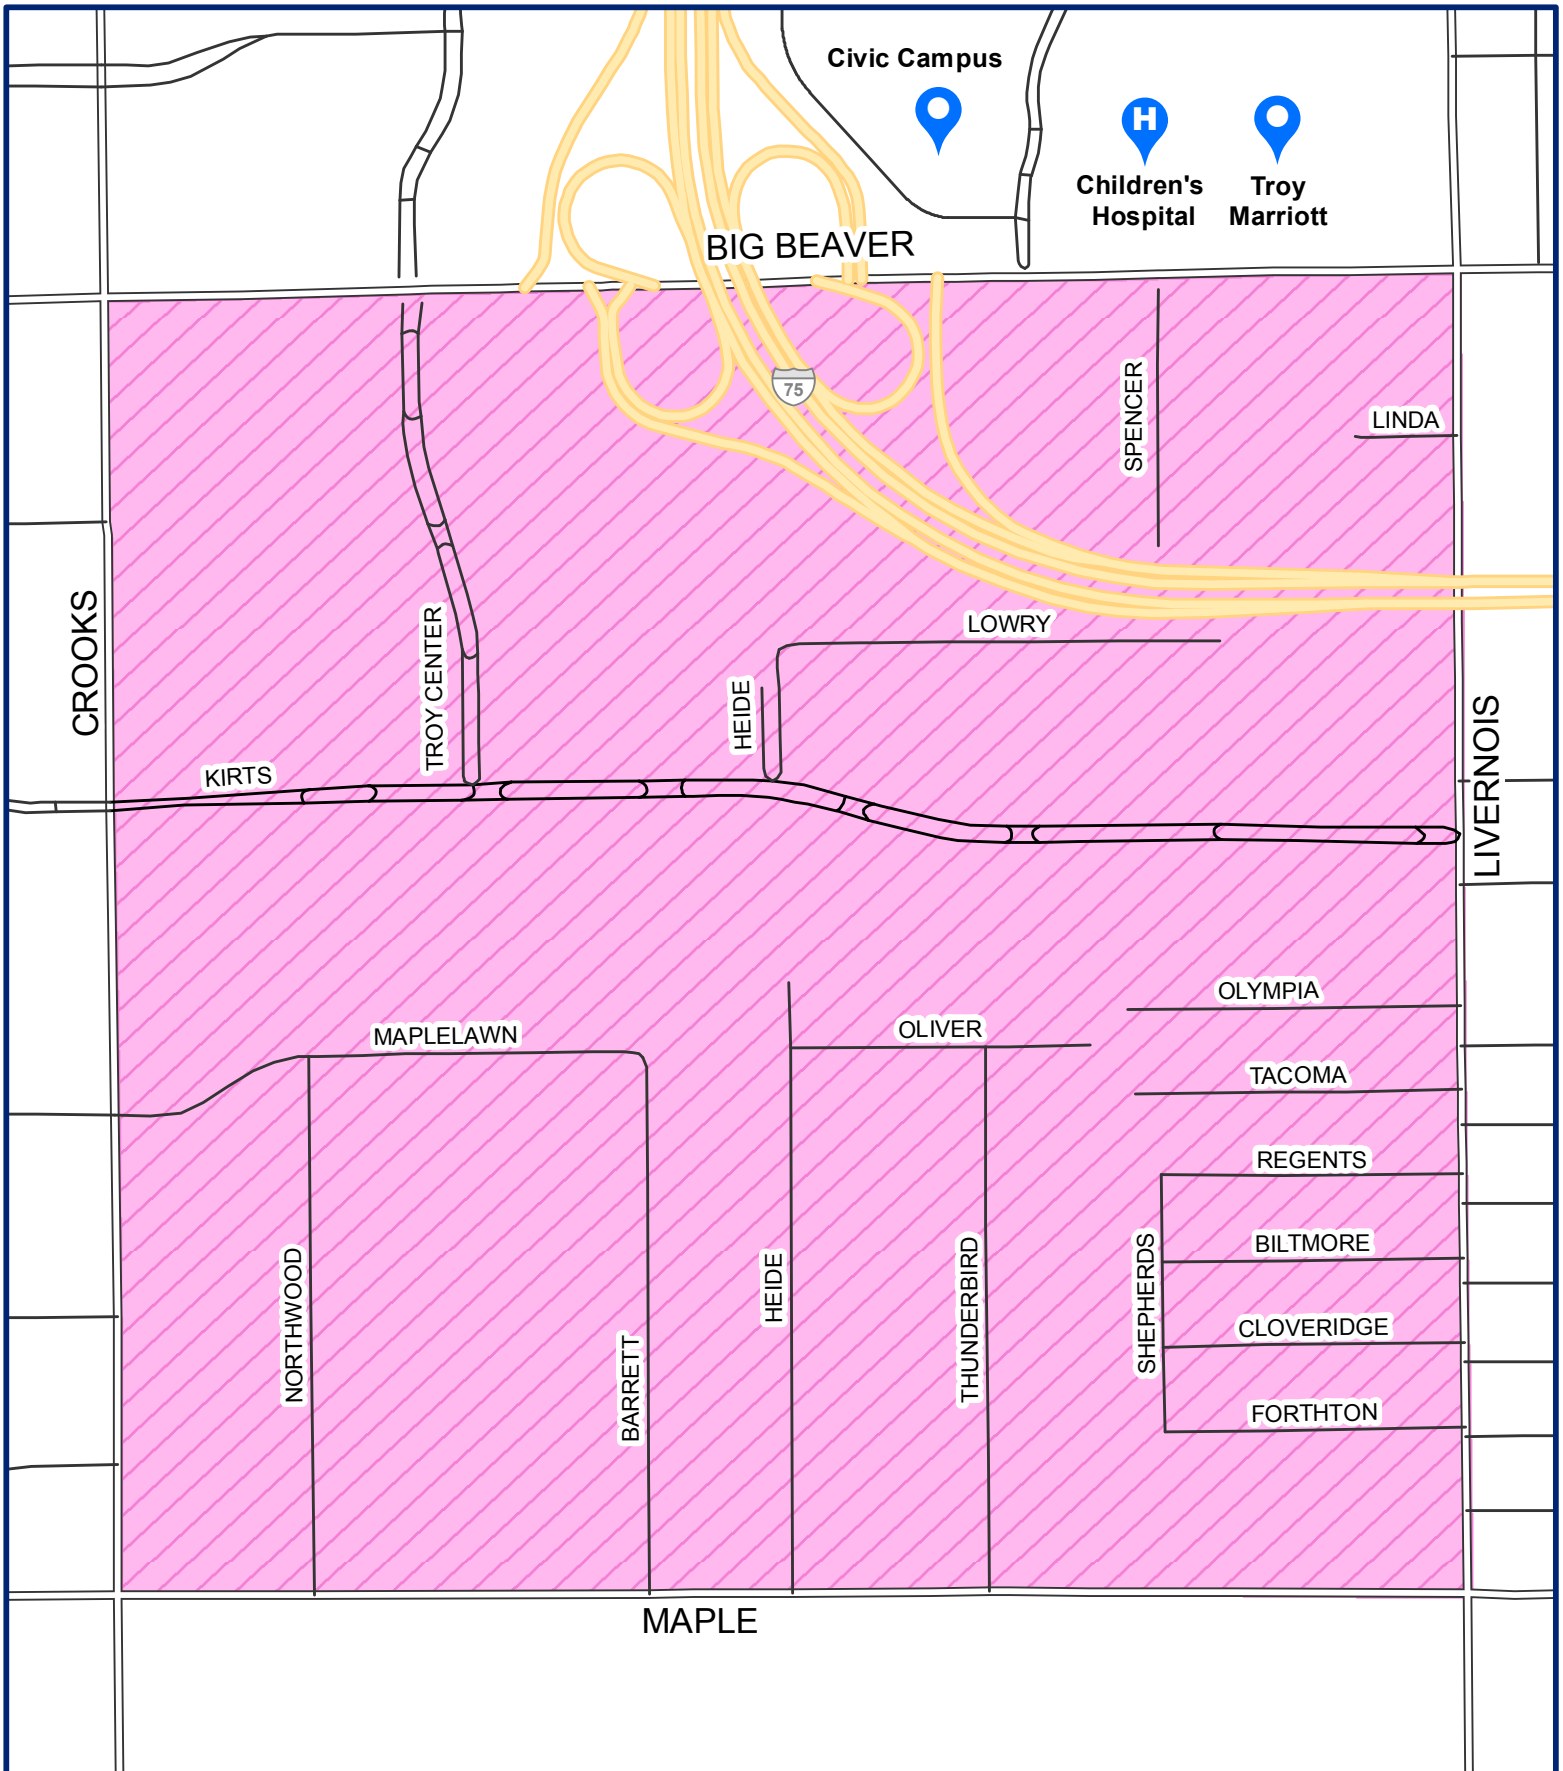 Civic Campus
H
Children's
Hospital
Troy
Marriott
BIG BEAVER
75
SPENCER
LINDA
CROOKS
TROY CENTER
LOWRY
HEIDE
LIVERNOIS
KIRTS
OLYMPIA
MAPLELAWN
OLIVER
TACOMA
REGENTS
BILTMORE
NORTHWOOD
HEIDE
THUNDERBIRD
SHEPHERDS
CLOVERIDGE
BARRETT
FORTHTON
MAPLE